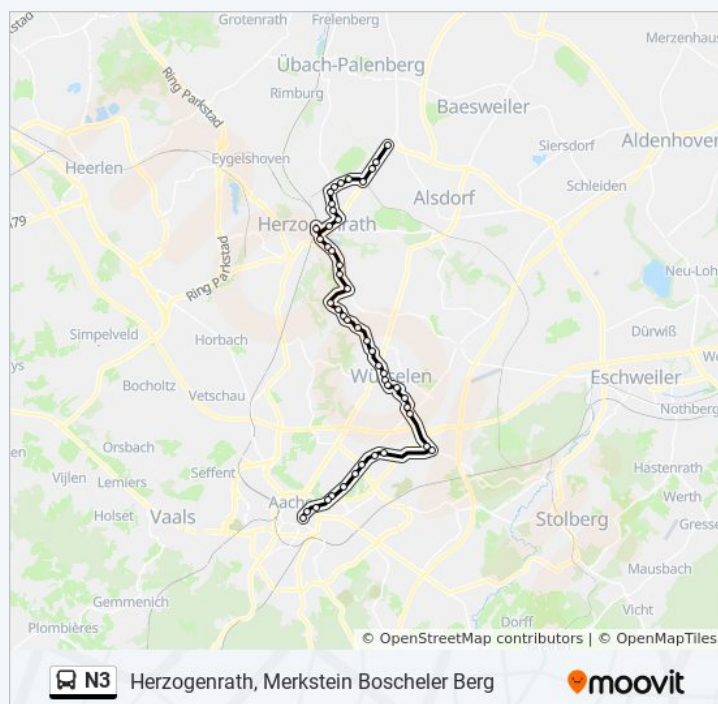 Grotenrath
Frelenberg
Merzenhaus
Übach-Palenberg
Rimburg
Baesweiler
Ring Parkstad
Eygelshoven
Siersdorf
Aldenhoven
Heerlen
Schleiden
Alsdorf
A79
Herzogenrath
Ring Parkstad
Neu-Loh
Simpelveld
Horbach
Dürwiß
Bocholtz
Würselen
Eschweiler
Vetschau
Nothberg
Orsbach
Seffent
Hastenrath
Vijlen
Lemiers
Werth
Aachen
Holset
Vaals
Stolberg
Gresse
Mausbach
Gemmenich
Vicht
Plombières
Dorff
© OpenStreetMap contributors | © OpenMapTiles
N3 Herzogenrath, Merkstein Boscheler Berg moovit